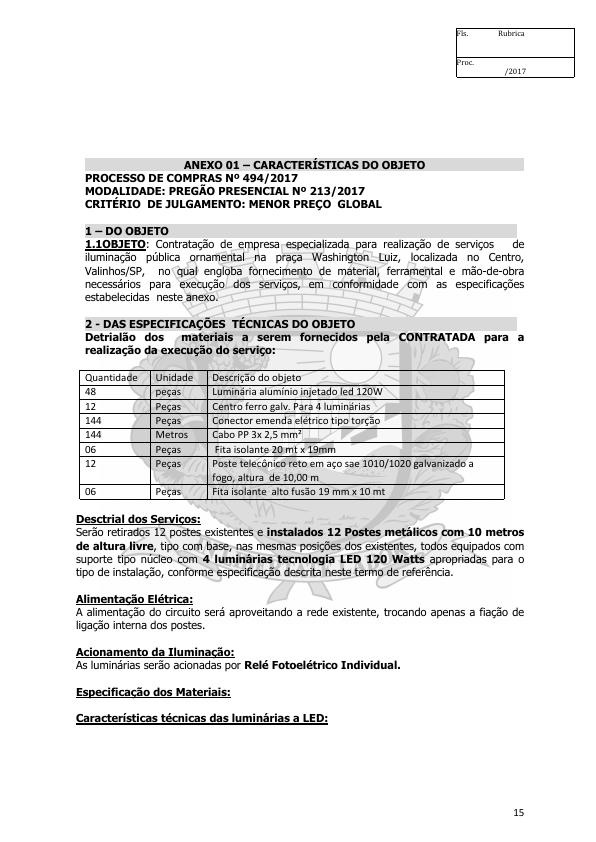 Fls. Rubrica
Proc.
/2017
ANEXO 01 – CARACTERÍSTICAS DO OBJETO
PROCESSO DE COMPRAS Nº 494/2017
MODALIDADE: PREGÃO PRESENCIAL Nº 213/2017
CRITÉRIO DE JULGAMENTO: MENOR PREÇO GLOBAL
1 – DO OBJETO
1.1OBJETO: Contratação de empresa especializada para realização de serviços de
iluminação pública ornamental na praça Washington Luiz, localizada no Centro,
Valinhos/SP, no qual engloba fornecimento de material, ferramental e mão-de-obra
necessários para execução dos serviços, em conformidade com as especificações
estabelecidas neste anexo.
2 - DAS ESPECIFICAÇÕES TÉCNICAS DO OBJETO
Detrialão dos materiais a serem fornecidos pela CONTRATADA para a
realização da execução do serviço:
Quantidade Unidade Descrição do objeto
48 peças Luminária alumínio injetado led 120W
12 Peças Centro ferro galv. Para 4 luminárias
144 Peças Conector emenda elétrico tipo torção
144 Metros Cabo PP 3x 2,5 mm²
06 Peças Fita isolante 20 mt x 19mm
12 Peças Poste telecônico reto em aço sae 1010/1020 galvanizado a
fogo, altura de 10,00 m
06 Peças Fita isolante alto fusão 19 mm x 10 mt
Desctrial dos Serviços:
Serão retirados 12 postes existentes e instalados 12 Postes metálicos com 10 metros
de altura livre, tipo com base, nas mesmas posições dos existentes, todos equipados com
suporte tipo núcleo com 4 luminárias tecnologia LED 120 Watts apropriadas para o
tipo de instalação, conforme especificação descrita neste termo de referência.
Alimentação Elétrica:
A alimentação do circuito será aproveitando a rede existente, trocando apenas a fiação de
ligação interna dos postes.
Acionamento da Iluminação:
As luminárias serão acionadas por Relé Fotoelétrico Individual.
Especificação dos Materiais:
Características técnicas das luminárias a LED:
15